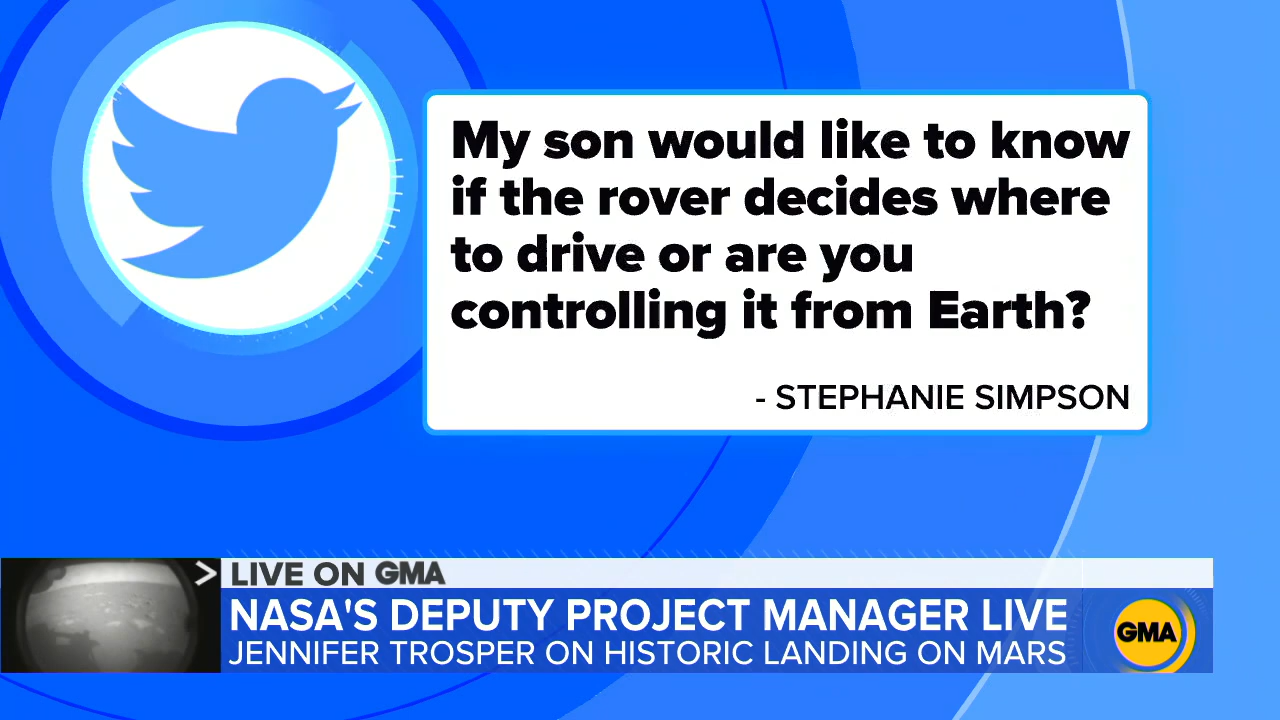 My son would like to know
if the rover decides where
to drive or are you
controlling it from Earth?
- STEPHANIE SIMPSON
> LIVE ON GMA
NASA'S DEPUTY PROJECT MANAGER LIVE
JENNIFER TROSPER ON HISTORIC LANDING ON MARS
GMA